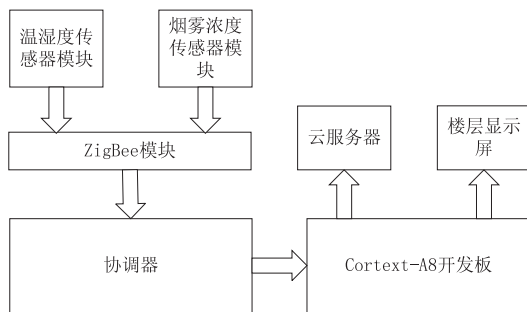 温湿度传
感器模块
烟雾浓度
传感器模
块
ZigBee模块
云服务器
楼层显示
屏
协调器
Cortext-A8开发板